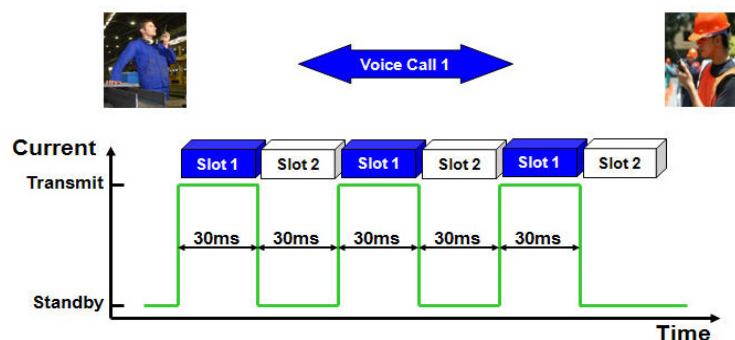 Voice Call 1
Current
Slot 1 Slot 2 Slot 1 Slot 2 Slot 1 Slot 2
Transmit
30ms 30ms 30ms 30ms 30ms
Standby
Time